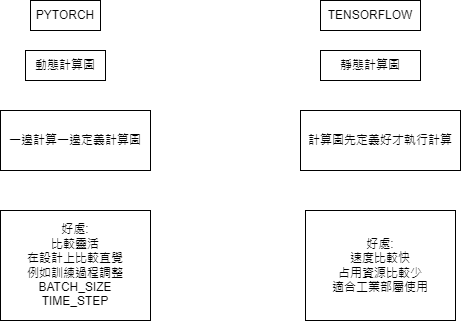 PYTORCH
TENSORFLOW
動態計算圖
靜態計算圖
一邊計算一邊定義計算圖
計算圖先定義好才執行計算
好處:
比較靈活
在設計上比較直覺
例如訓練過程調整
BATCH_SIZE
TIME_STEP
好處:
速度比較快
占用資源比較少
適合工業部屬使用